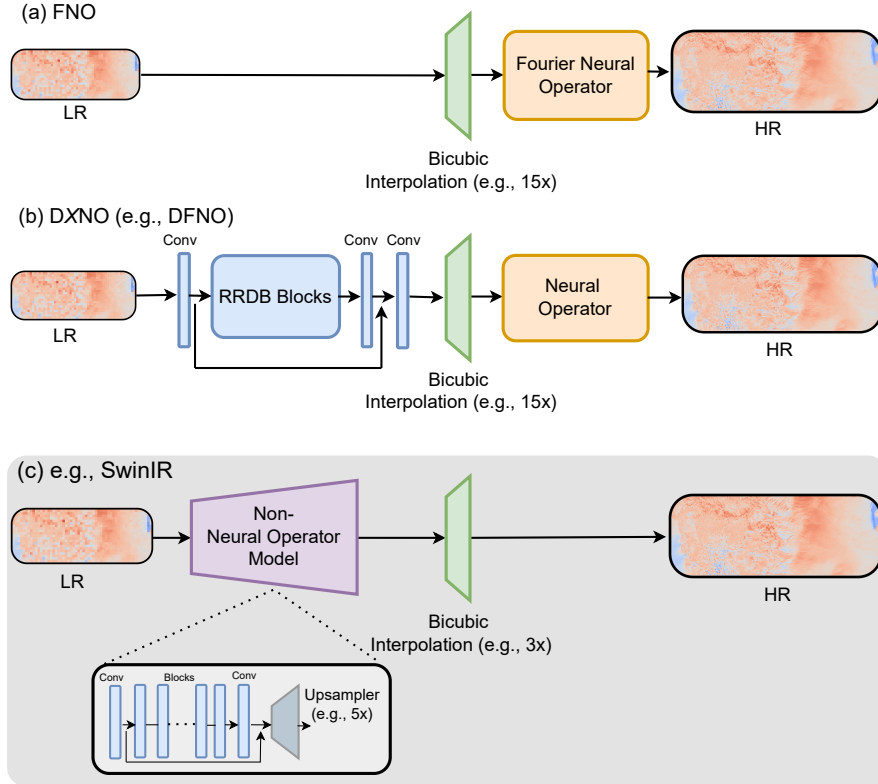 (a) FNO
LR
Fourier Neural
Operator
HR
Bicubic
Interpolation (e.g., 15x)
(b) DXNO (e.g., DFNO)
Conv
Conv
Conv
RRDB Blocks
LR
Neural
Operator
HR
Bicubic
Interpolation (e.g., 15x)
(c) e.g., SwinIR
LR
Non-
Neural Operator
Model
HR
Bicubic
Interpolation (e.g., 3x)
Conv
Blocks
Conv
Upsampler
(e.g., 5x)